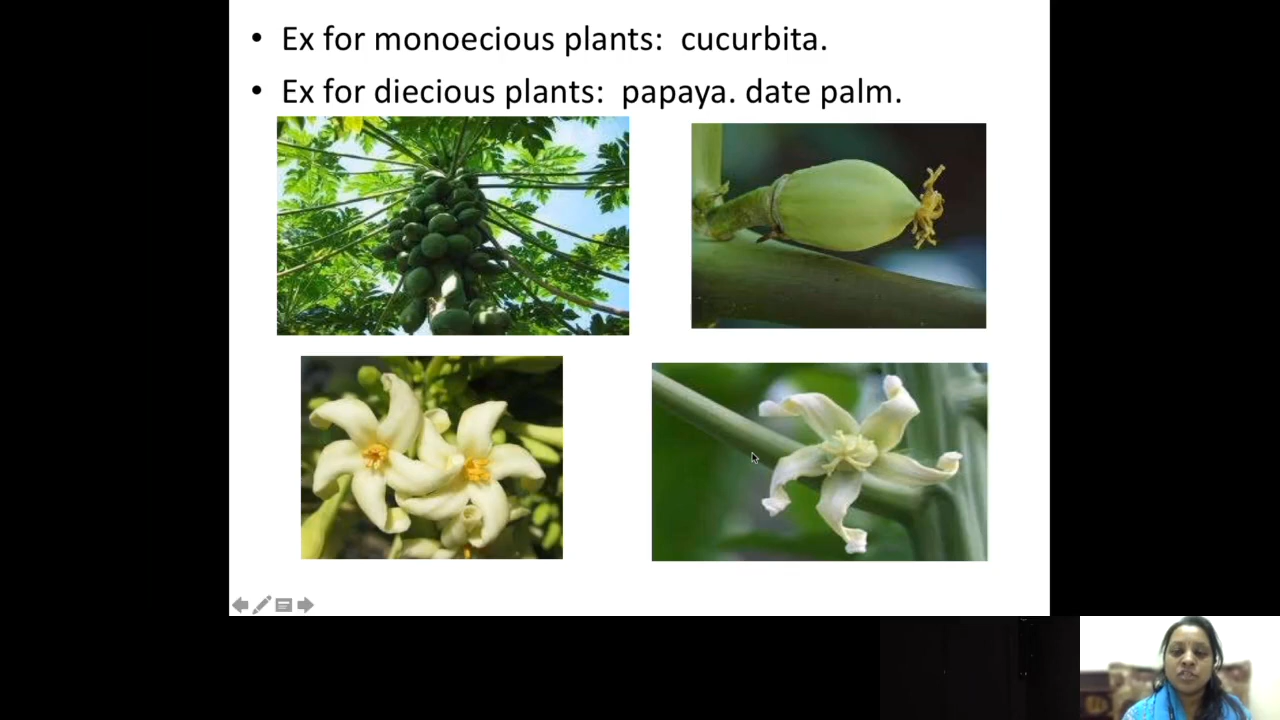 • Ex for monoecious plants: cucurbita.
• Ex for diecious plants: papaya. date palm.